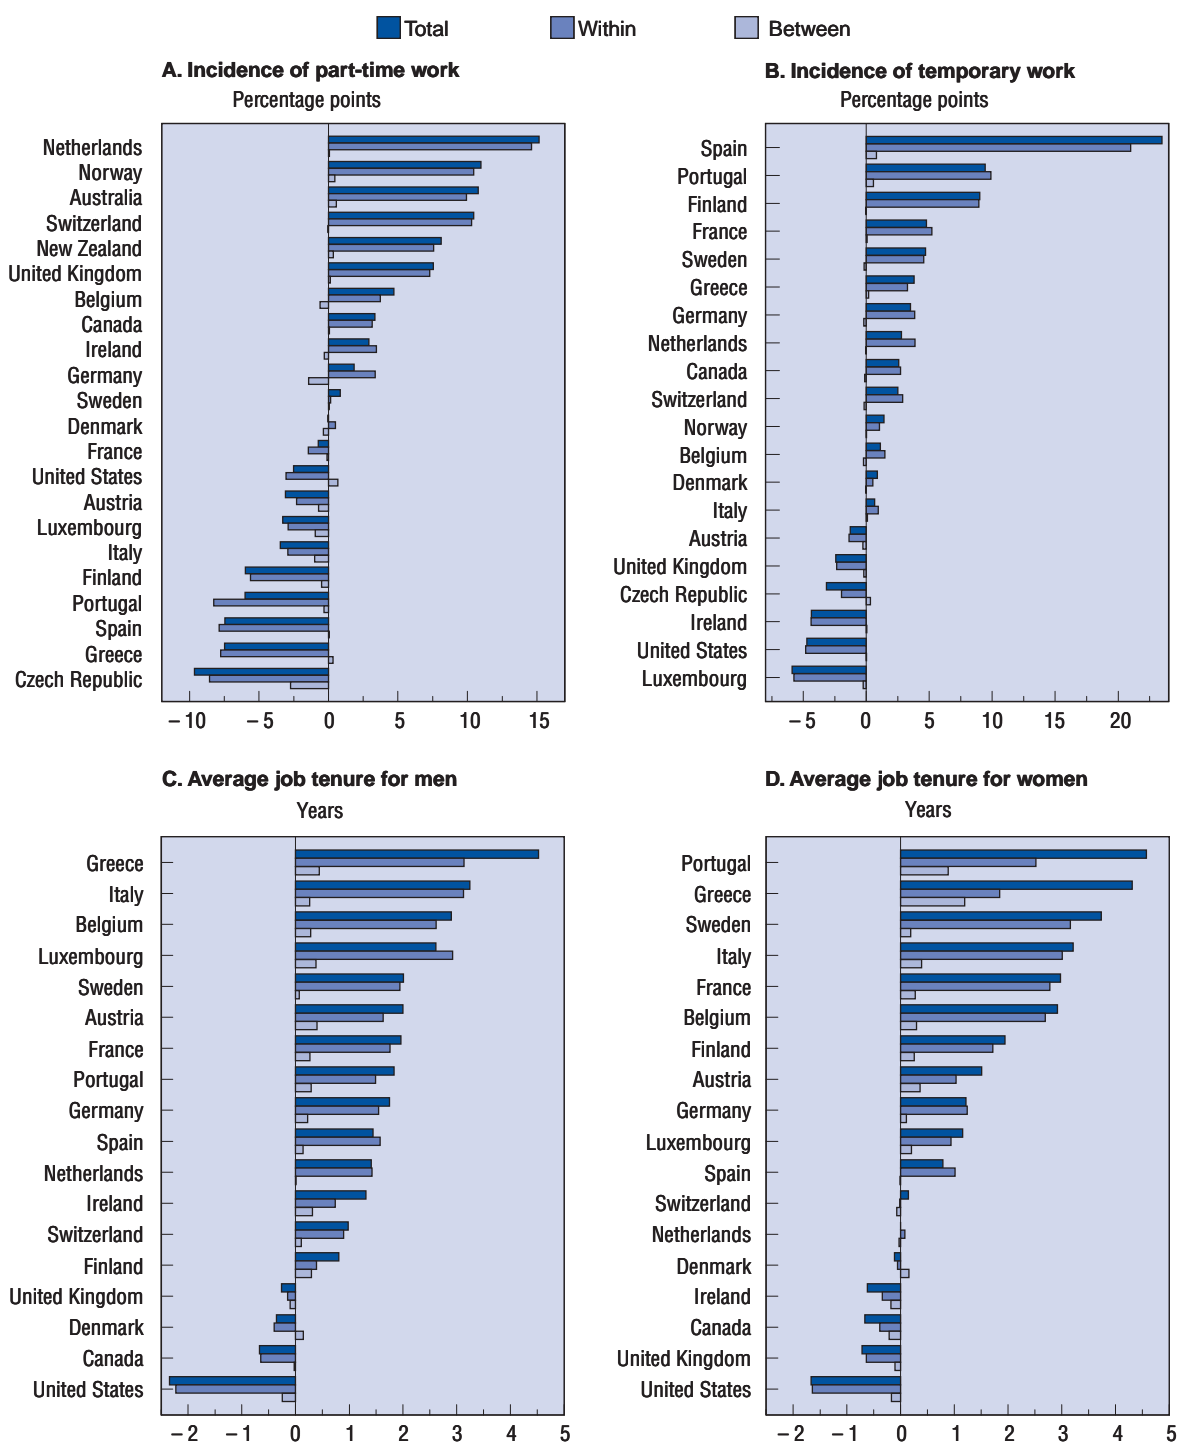 Total Within Between
A. Incidence of part-time work
Percentage points
Netherlands
Norway
Australia
Switzerland
New Zealand
United Kingdom
Belgium
Canada
Ireland
Germany
Sweden
Denmark
France
United States
Austria
Luxembourg
Italy
Finland
Portugal
Spain
Greece
Czech Republic
– 10 – 5 0 5 10 15
B. Incidence of temporary work
Percentage points
Spain
Portugal
Finland
France
Sweden
Greece
Germany
Netherlands
Canada
Switzerland
Norway
Belgium
Denmark
Italy
Austria
United Kingdom
Czech Republic
Ireland
United States
Luxembourg
– 5 0 5 10 15 20
C. Average job tenure for men
Years
Greece
Italy
Belgium
Luxembourg
Sweden
Austria
France
Portugal
Germany
Spain
Netherlands
Ireland
Switzerland
Finland
United Kingdom
Denmark
Canada
United States
– 2 – 1 0 1 2 3 4 5
D. Average job tenure for women
Years
Portugal
Greece
Sweden
Italy
France
Belgium
Finland
Austria
Germany
Luxembourg
Spain
Switzerland
Netherlands
Denmark
Ireland
Canada
United Kingdom
United States
– 2 – 1 0 1 2 3 4 5